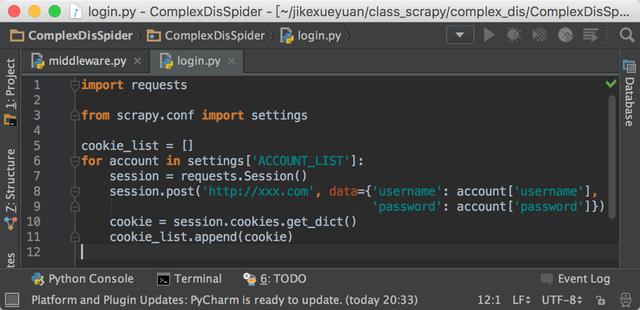 login.py - ComplexDisSpider - [~/jikexueyuan/class_scrapy/complex_dis/ComplexDisSp...
ComplexDisSpider ComplexDisSpider login.py
middleware.py login.py
1: Project
Z: Structure
Database
1 import requests
2
3 from scrapy.conf import settings
4
5 cookie_list = []
6 for account in settings['ACCOUNT_LIST']:
7 session = requests.Session()
8 session.post('http://xxx.com', data={'username': account['username'],
9 'password': account['password']})
10 cookie = session.cookies.get_dict()
11 cookie_list.append(cookie)
12
Python Console Terminal 6: TODO Event Log
Platform and Plugin Updates: PyCharm is ready to update. (today 20:33) 12:1 LF UTF-8